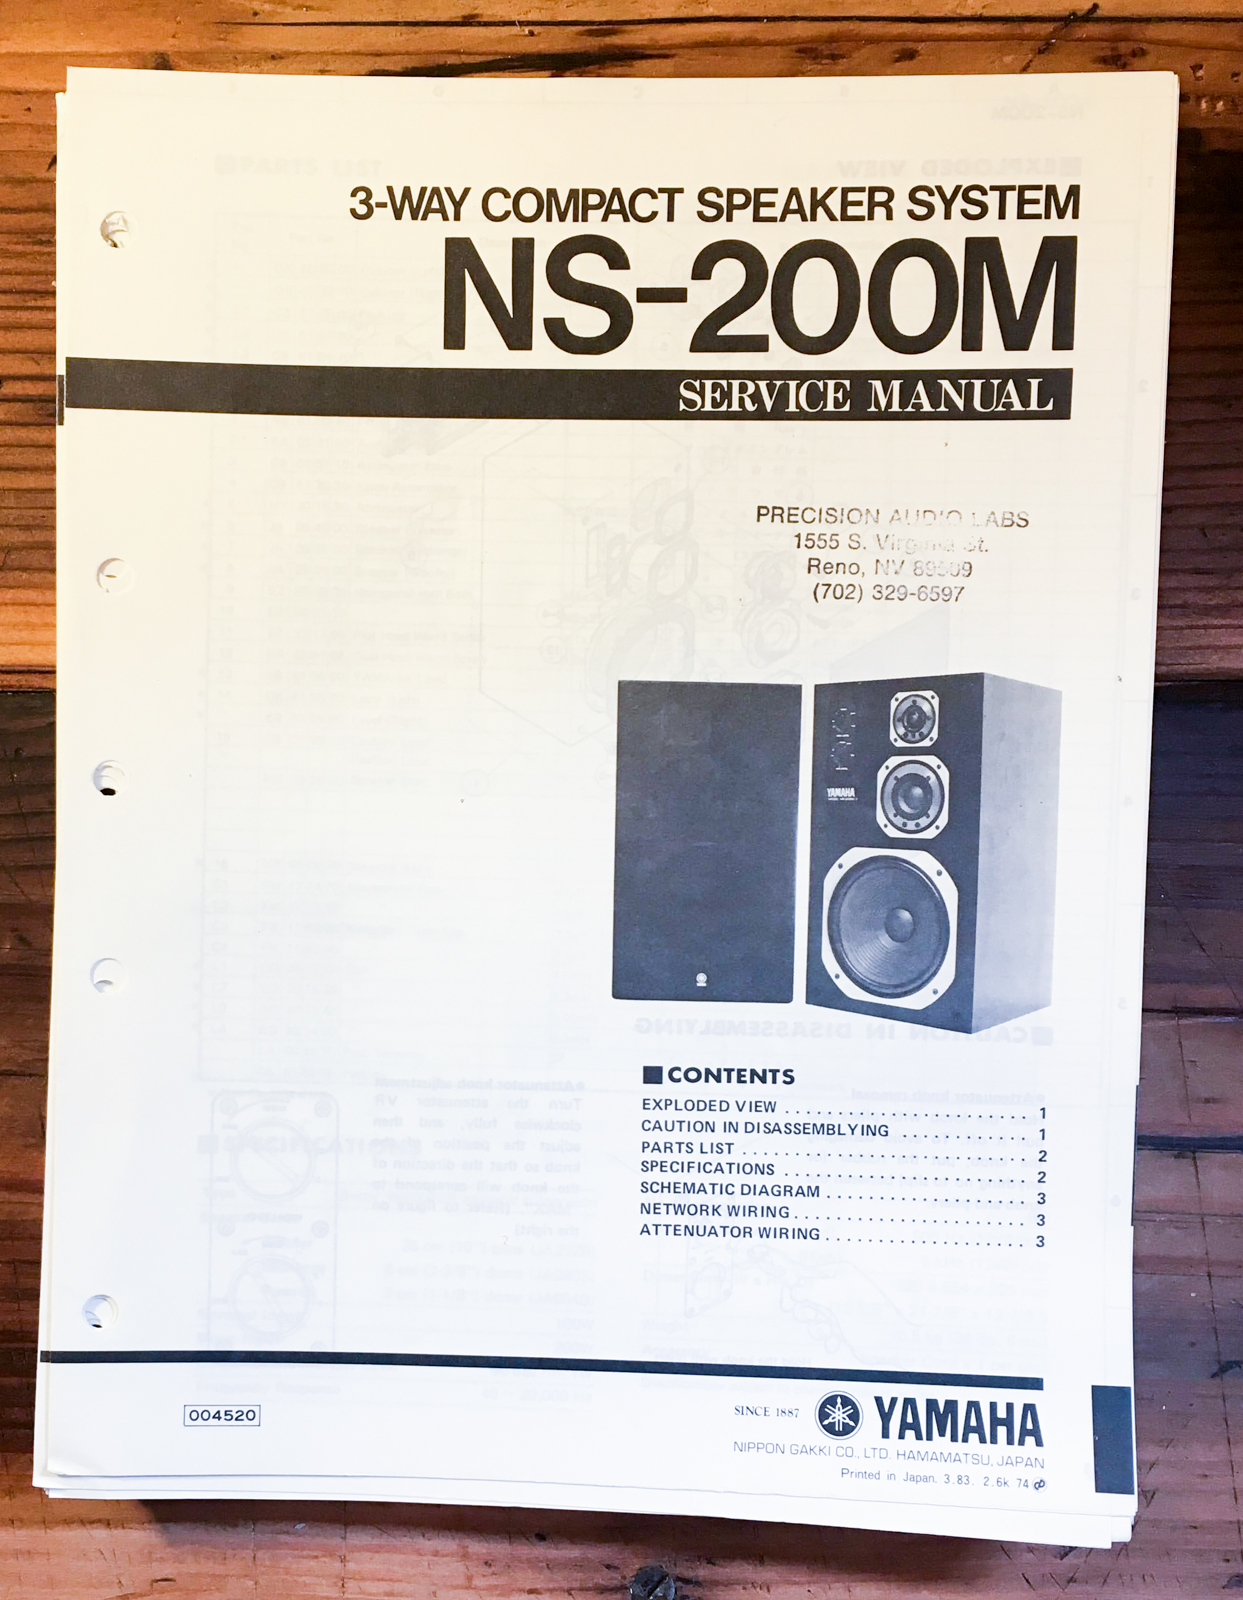 3-WAY COMPACT SPEAKER SYSTEM
NS-200M
SERVICE MANUAL
PRECISION AUDIO LABS
1555 S. Virginia St.
Reno, NV 89509
(702) 329-6597
YAMAHA
■CONTENTS
EXPLODED VIEW . . . . . . . . . . . . . . . . . . . . . . . 1
CAUTION IN DISASSEMBLYING . . . . . . . . . . . . 1
PARTS LIST . . . . . . . . . . . . . . . . . . . . . . . . . . . 2
SPECIFICATIONS . . . . . . . . . . . . . . . . . . . . . . . 2
SCHEMATIC DIAGRAM . . . . . . . . . . . . . . . . . . . 3
NETWORK WIRING . . . . . . . . . . . . . . . . . . . . . . 3
ATTENUATOR WIRING . . . . . . . . . . . . . . . . . . . 3
004520
SINCE 1887 YAMAHA
NIPPON GAKKI CO., LTD. HAMAMATSU, JAPAN
Printed in Japan. 3.83. 2.6k 74